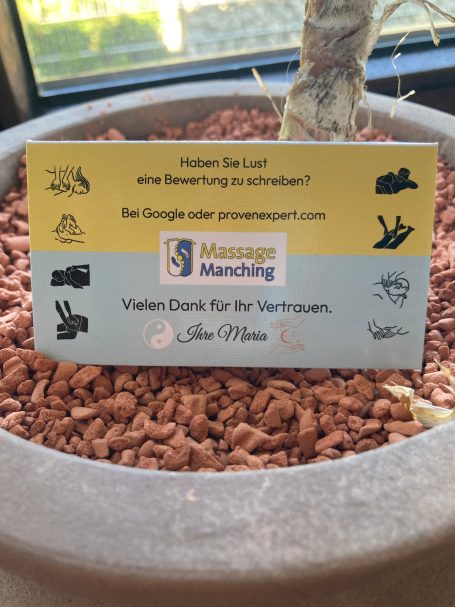 Haben Sie Lust
eine Bewertung zu schreiben?
Bei Google oder provenexpert.com
Massage
Manching
Vielen Dank für Ihr Vertrauen.
Ihre Maria